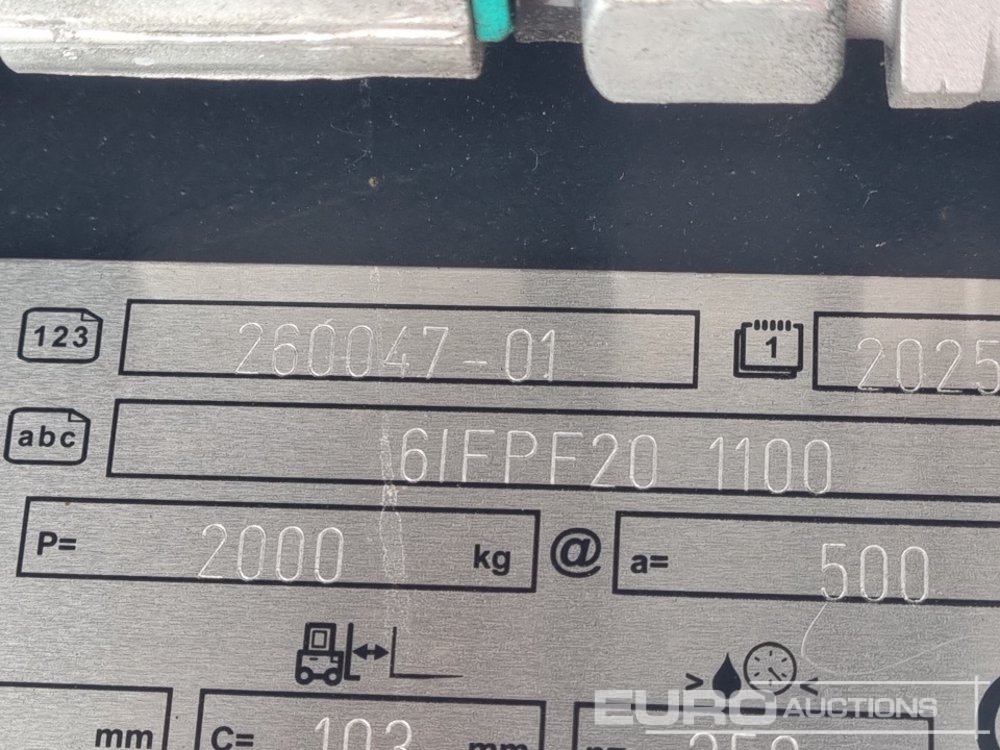 123 260047-01 1 2025
abc 6IFPF20 1100
P= 2000 kg @ a= 500
> <
mm C= 103 mm
EURO AUCTIONS